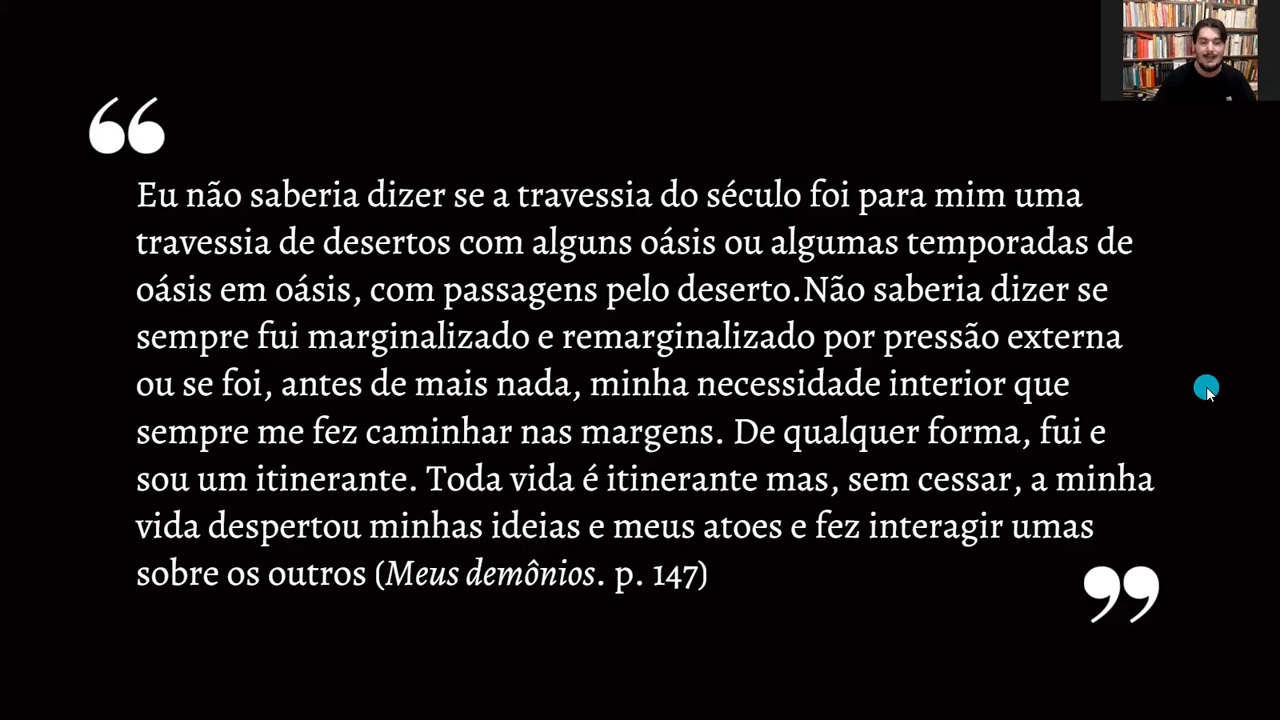 “
Eu não saberia dizer se a travessia do século foi para mim uma
travessia de desertos com alguns oásis ou algumas temporadas de
oásis em oásis, com passagens pelo deserto.Não saberia dizer se
sempre fui marginalizado e remarginalizado por pressão externa
ou se foi, antes de mais nada, minha necessidade interior que
sempre me fez caminhar nas margens. De qualquer forma, fui e
sou um itinerante. Toda vida é itinerante mas, sem cessar, a minha
vida despertou minhas ideias e meus atoes e fez interagir umas
sobre os outros (Meus demônios. p. 147)
”